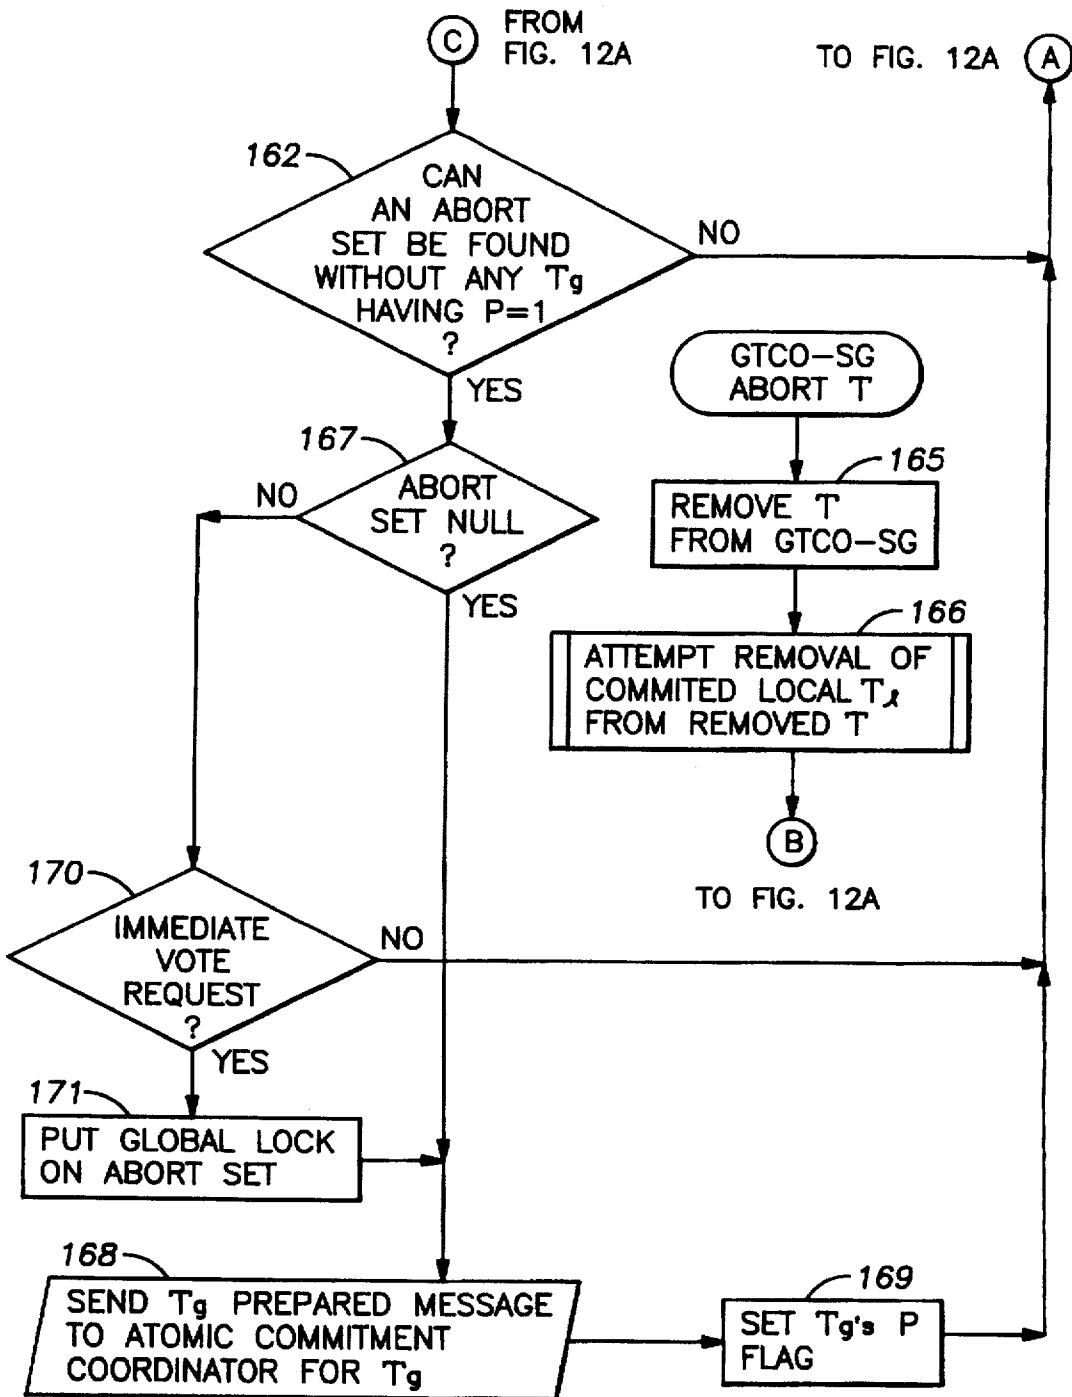 C
FROM
FIG. 12A
TO FIG. 12A
A
162
CAN
AN ABORT
SET BE FOUND
WITHOUT ANY Tg
HAVING P=1
?
NO
YES
GTCO-SG
ABORT T
167
ABORT
SET NULL
?
NO
YES
165
REMOVE T
FROM GTCO-SG
166
ATTEMPT REMOVAL OF
COMMITED LOCAL Tℓ
FROM REMOVED T
B
TO FIG. 12A
170
IMMEDIATE
VOTE
REQUEST
?
NO
YES
171
PUT GLOBAL LOCK
ON ABORT SET
168
SEND Tg PREPARED MESSAGE
TO ATOMIC COMMITMENT
COORDINATOR FOR Tg
169
SET Tg's P
FLAG